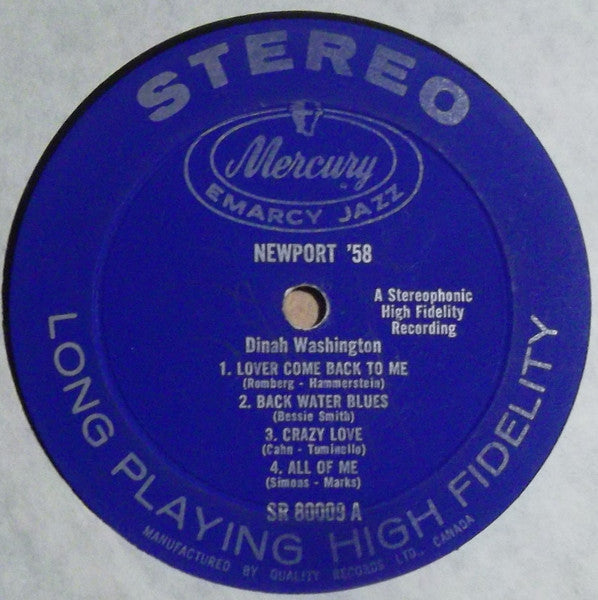 STEREO
Mercury
EMARCY JAZZ
NEWPORT '58
A Stereophonic
High Fidelity
Recording
Dinah Washington
1. LOVER COME BACK TO ME
(Romberg - Hammerstein)
2. BACK WATER BLUES
(Bessie Smith)
3. CRAZY LOVE
(Cahn - Tuminello)
4. ALL OF ME
(Simons - Marks)
SR 80009 A
LONG PLAYING HIGH FIDELITY
MANUFACTURED BY QUALITY RECORDS LTD., CANADA